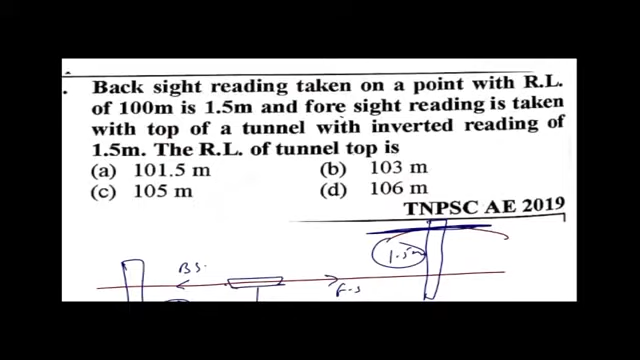 . Back sight reading taken on a point with R.L.
of 100m is 1.5m and fore sight reading is taken
with top of a tunnel with inverted reading of
1.5m. The R.L. of tunnel top is
(a) 101.5 m (b) 103 m
(c) 105 m (d) 106 m
TNPSC AE 2019
1.5m
B.S.
F.S